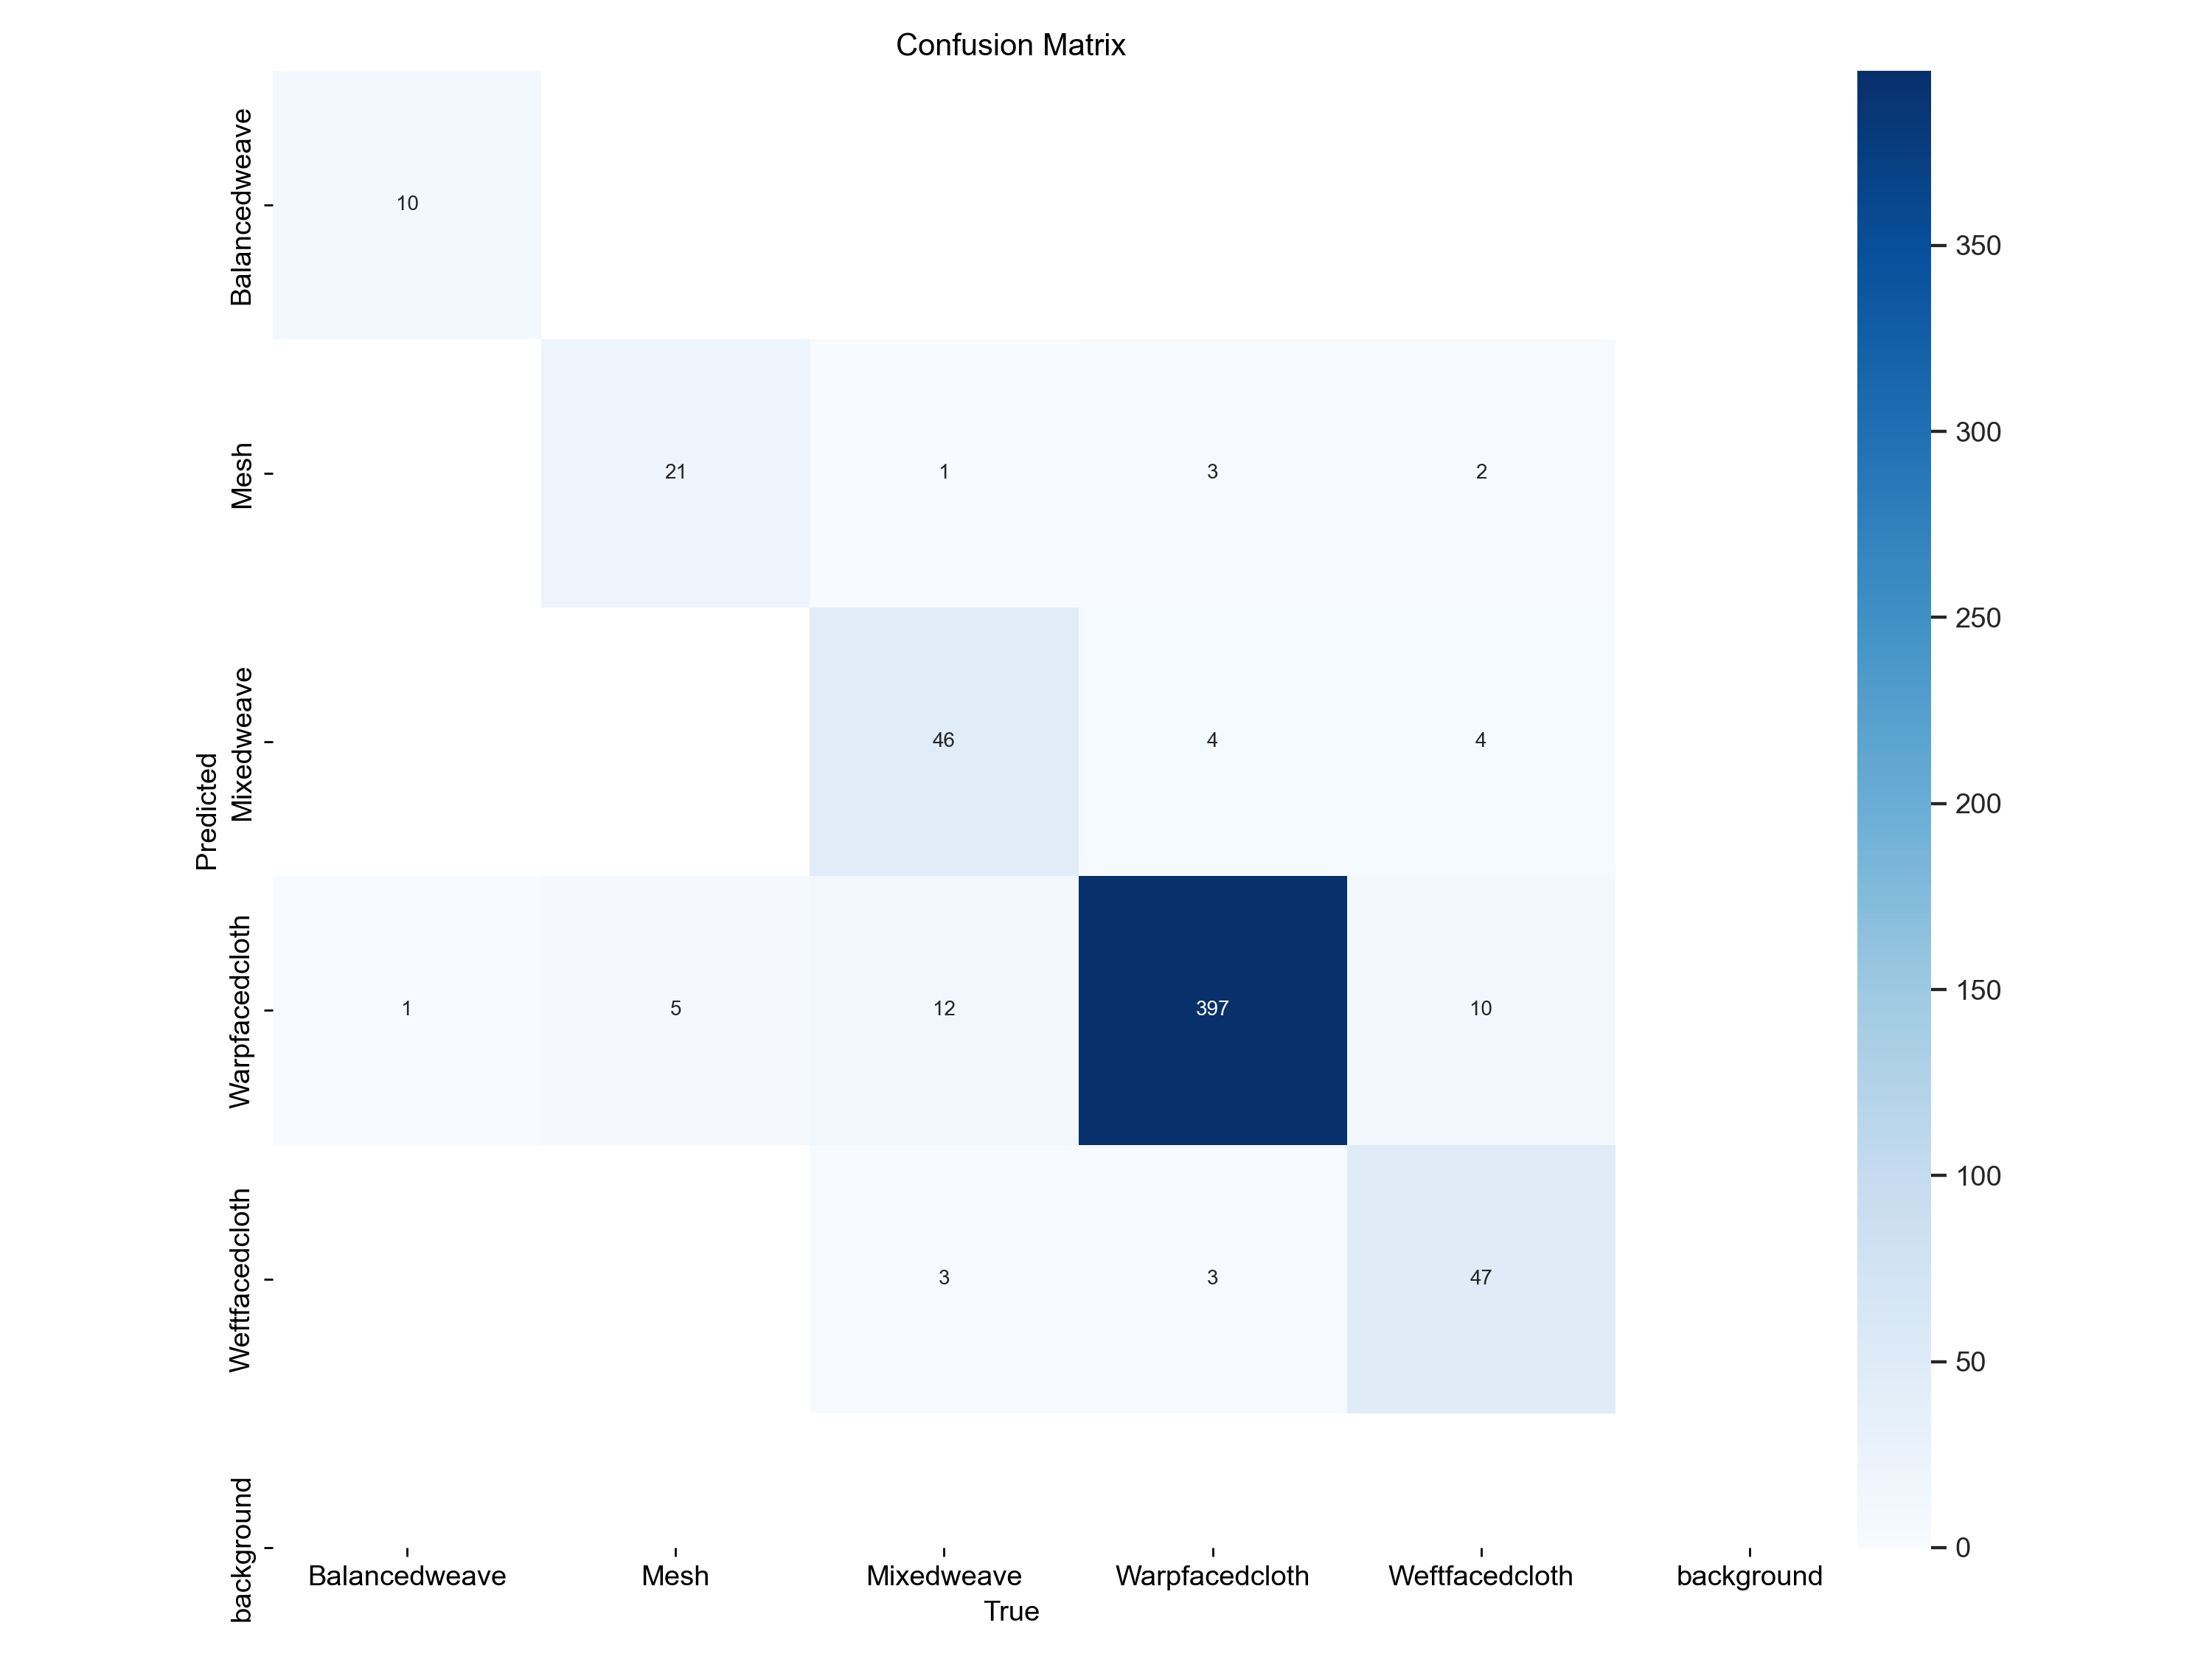 Confusion Matrix
Predicted
Balancedweave
10
Mesh
21 1 3 2
Mixedweave
46 4 4
Warpfacedcloth
1 5 12 397 10
Weftfacedcloth
3 3 47
background
Balancedweave Mesh Mixedweave Warpfacedcloth Weftfacedcloth background
True
350
300
250
200
150
100
50
0